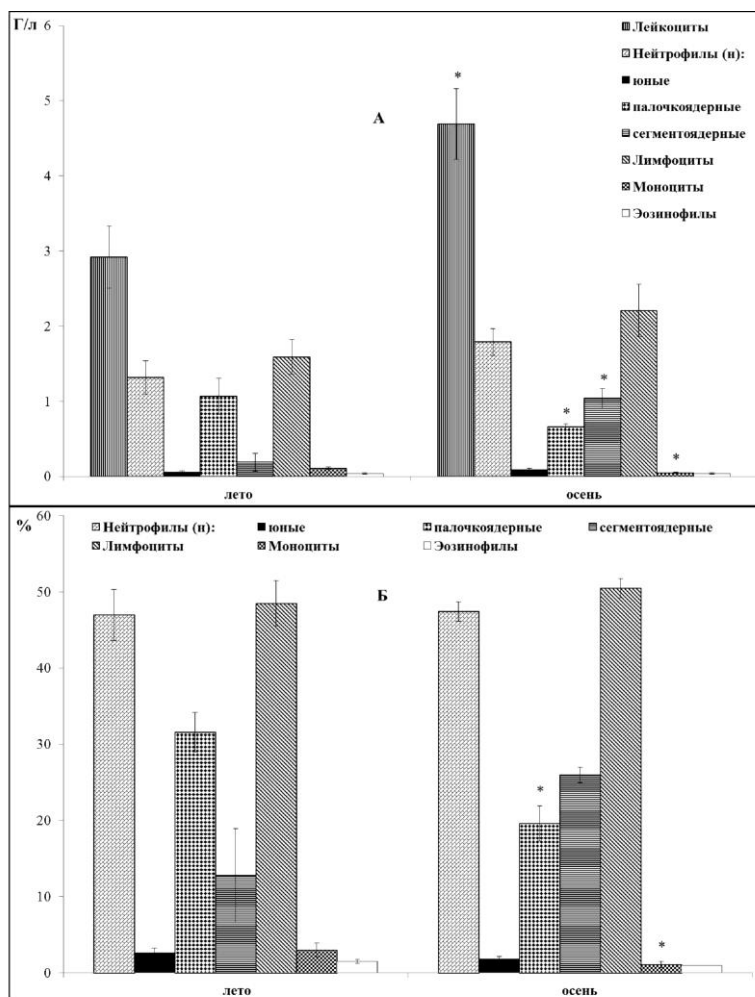 Г/л
6
5
4
3
2
1
0
А
*
*
*
*
Лейкоциты
Нейтрофилы (н):
юные
палочкоядерные
сегментоядерные
Лимфоциты
Моноциты
Эозинофилы
лето осень
%
60
50
40
30
20
10
0
Нейтрофилы (н): юные палочкоядерные сегментоядерные
Лимфоциты Моноциты Эозинофилы
Б
*
*
лето осень